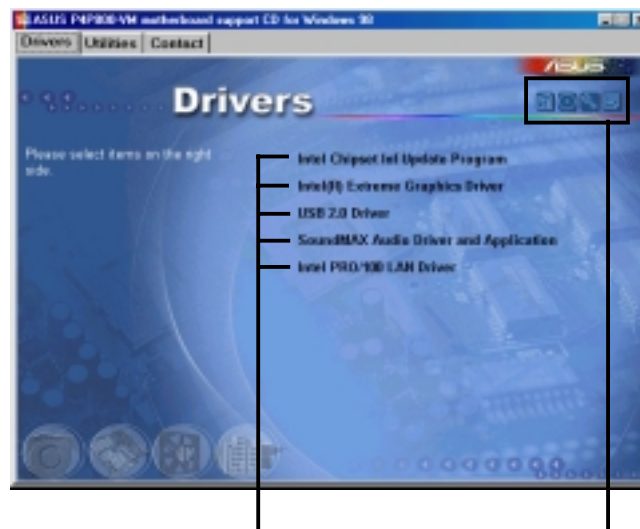 ASUS P4P800-VM motherboard support CD for Windows 98
Drivers Utilities Contact
ASUS
Drivers
Please select items on the right
side.
Intel Chipset Inf Update Program
Intel(R) Extreme Graphics Driver
USB 2.0 Driver
SoundMAX Audio Driver and Application
Intel PRO/100 LAN Driver